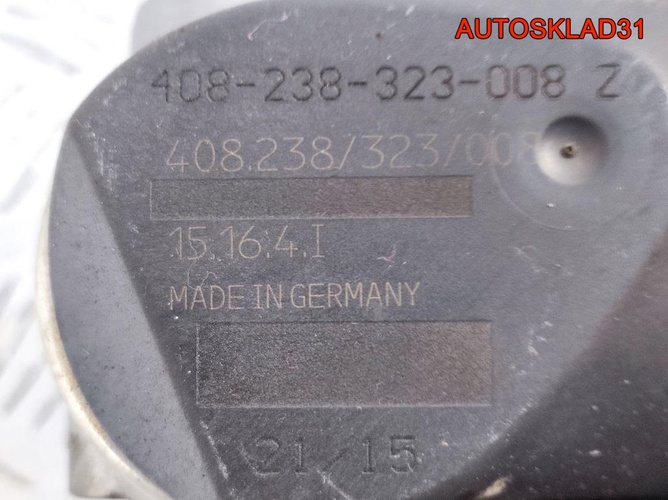 AUTOSKLAD31
408-238-323-008 Z
408.238/323/008
15.16.4.I
MADE IN GERMANY
21/15